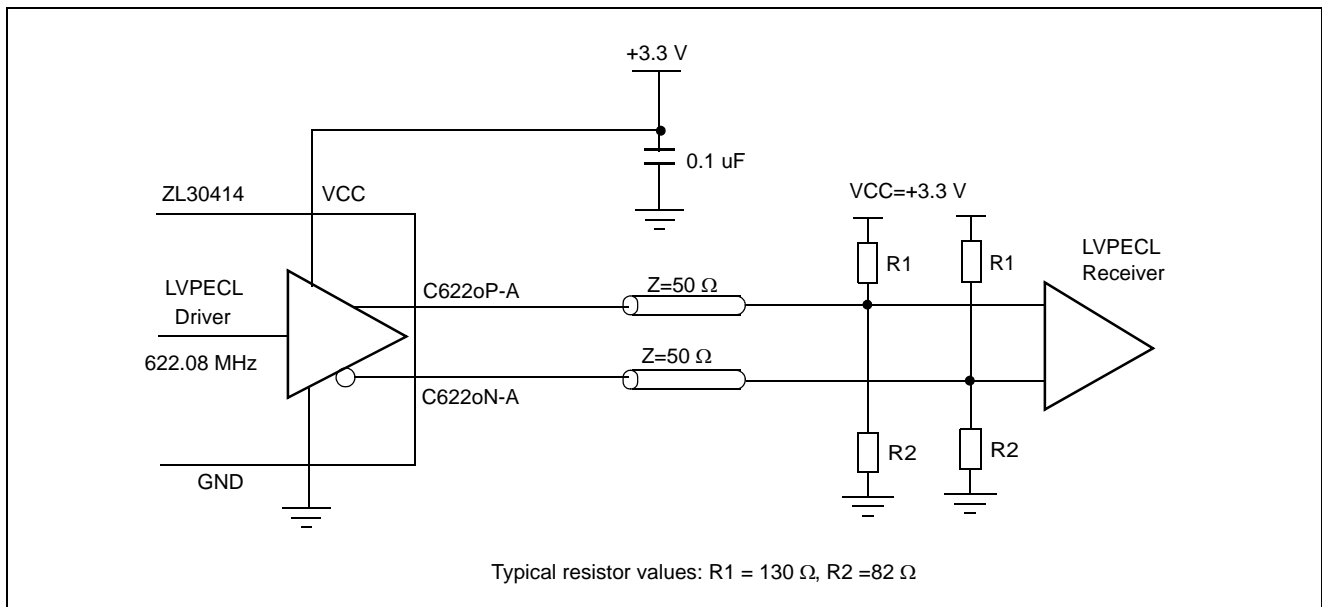 +3.3 V
0.1 uF
ZL30414
VCC
VCC=+3.3 V
R1
R1
LVPECL
Receiver
LVPECL
Driver
C622oP-A
Z=50 Ω
622.08 MHz
Z=50 Ω
C622oN-A
R2
R2
GND
Typical resistor values: R1 = 130 Ω, R2 =82 Ω